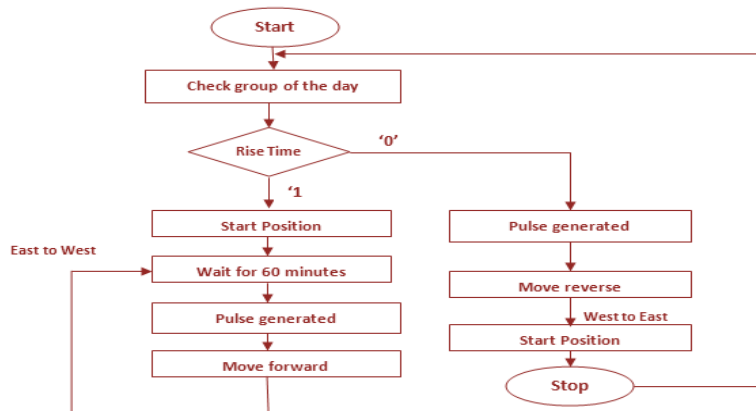 Start
Check group of the day
Rise Time
‘0’
‘1
Start Position
Pulse generated
East to West
Wait for 60 minutes
Move reverse
Pulse generated
West to East
Start Position
Move forward
Stop